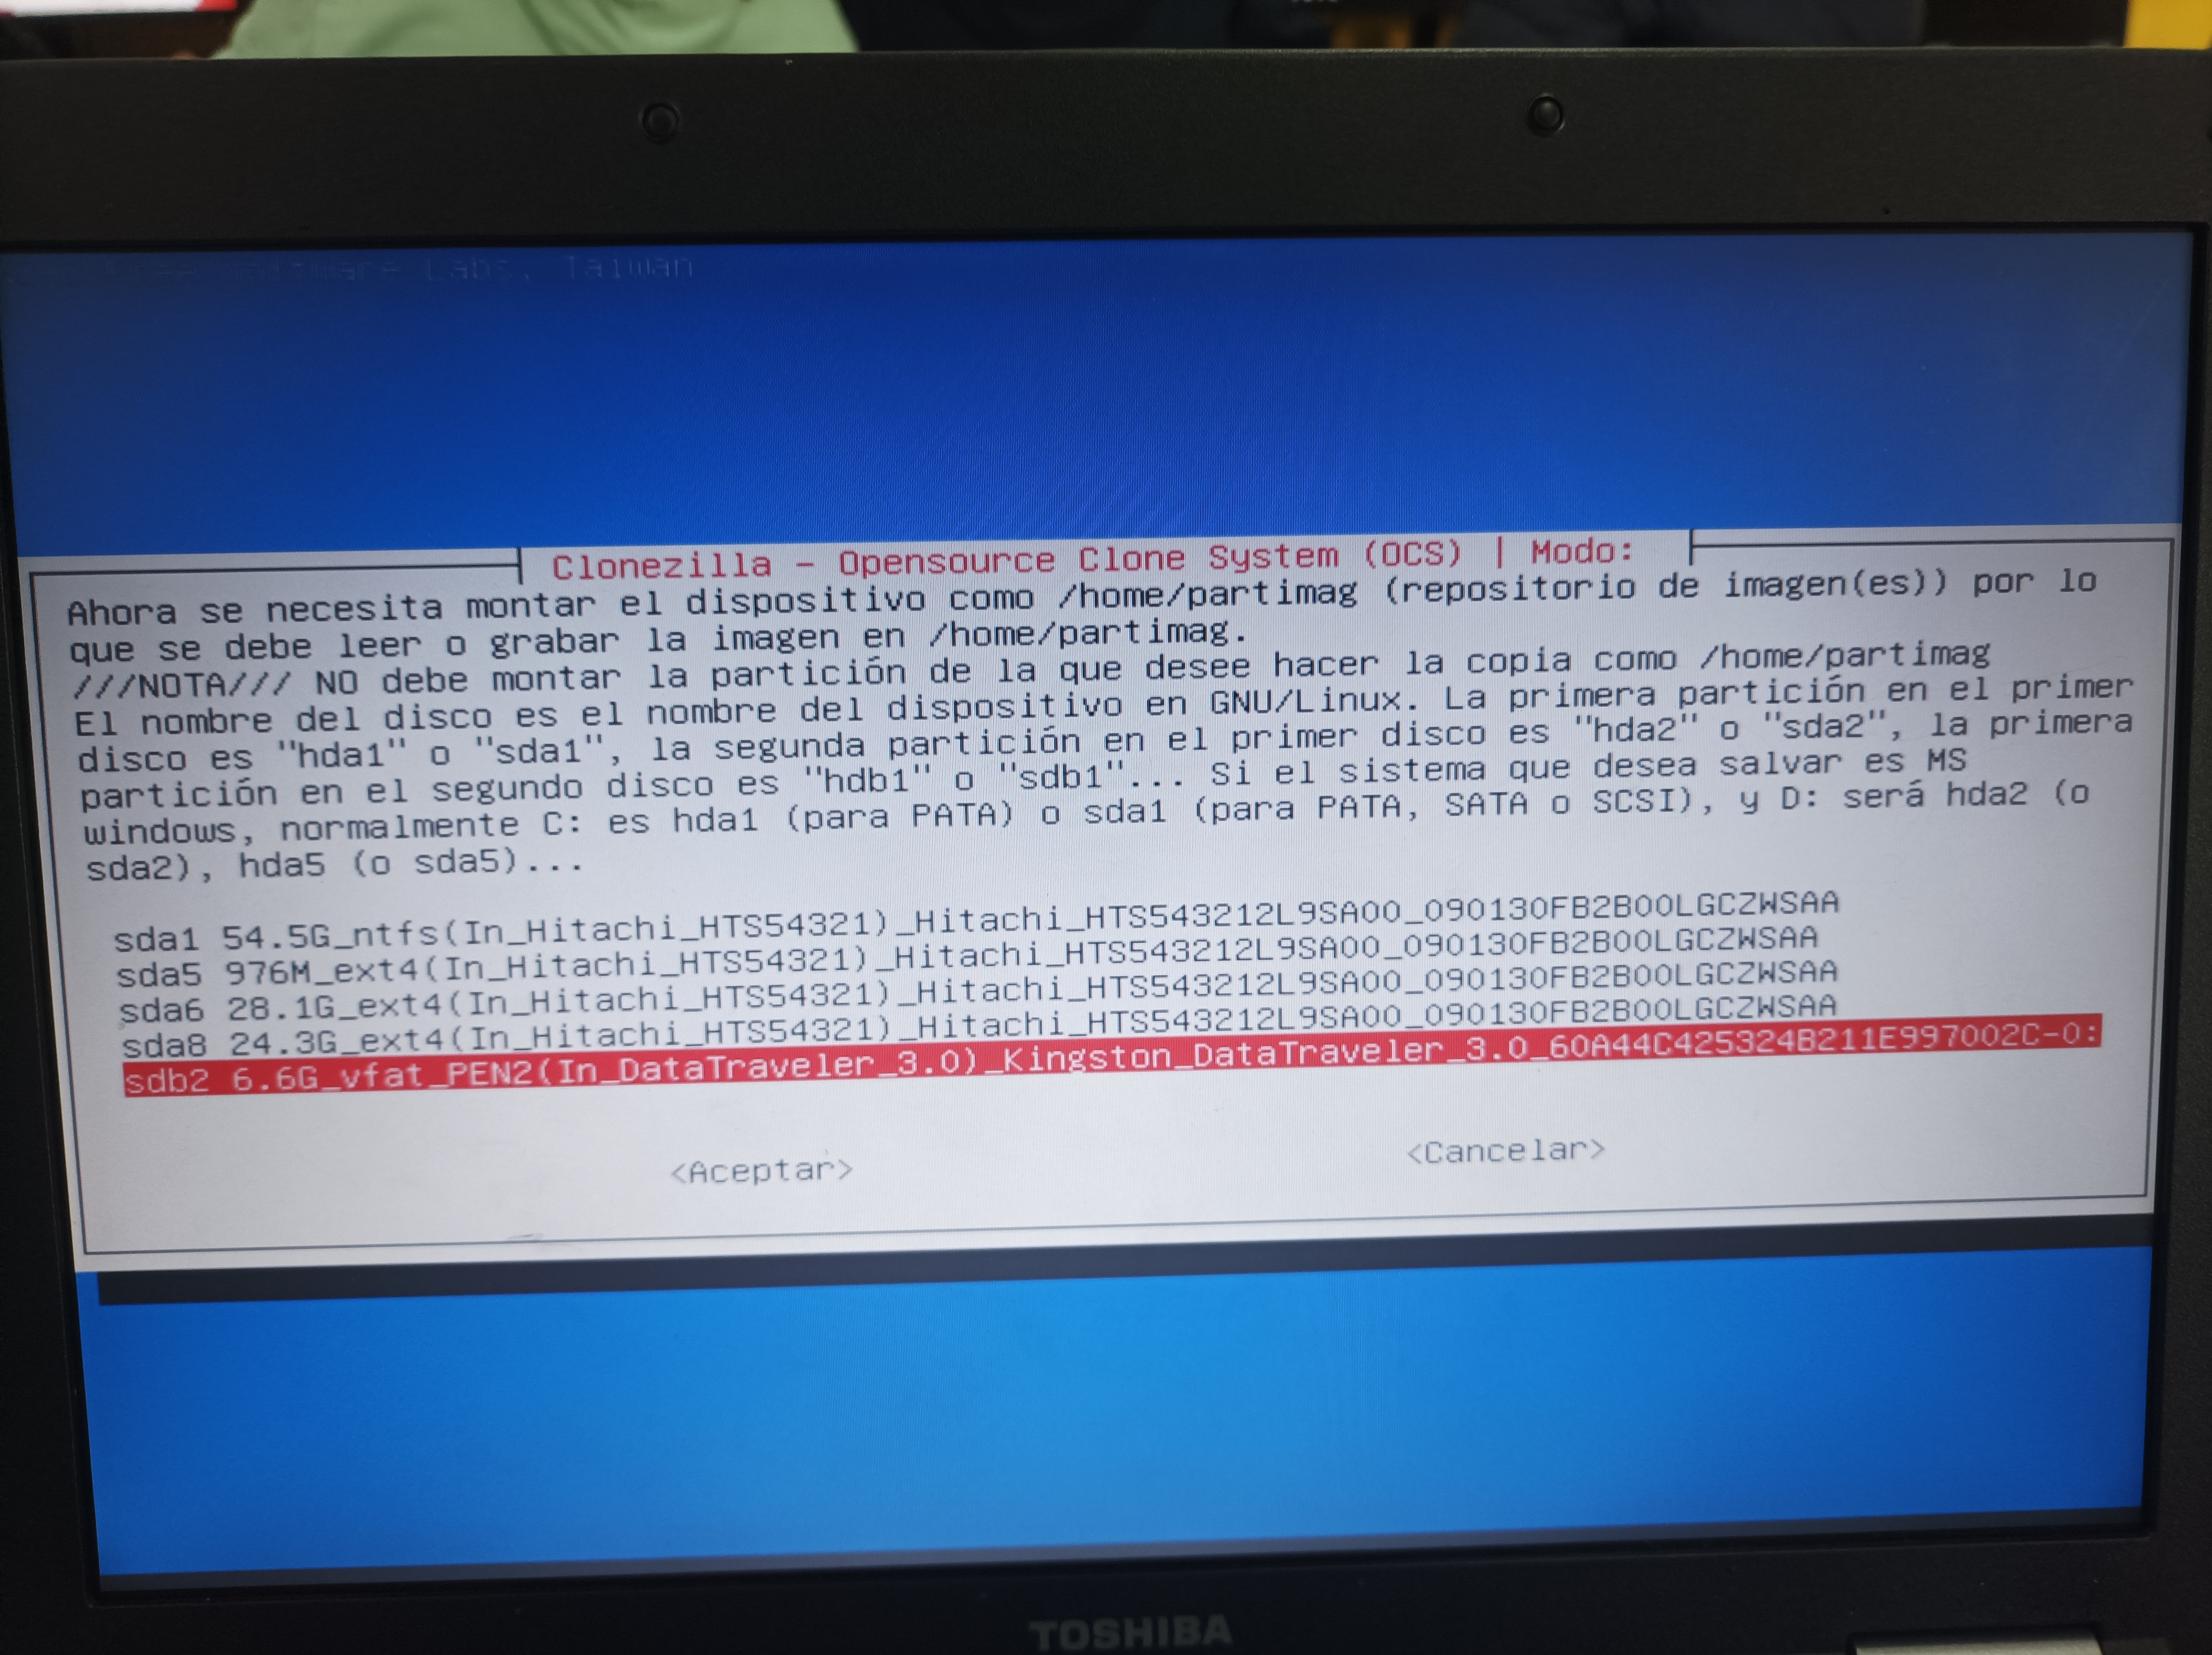 Free Software Labs, Taiwan
Clonezilla - Opensource Clone System (OCS) | Modo:
Ahora se necesita montar el dispositivo como /home/partimag (repositorio de imagen(es)) por lo
que se debe leer o grabar la imagen en /home/partimag.
///NOTA/// NO debe montar la partición de la que desee hacer la copia como /home/partimag
El nombre del disco es el nombre del dispositivo en GNU/Linux. La primera partición en el primer
disco es "hda1" o "sda1", la segunda partición en el primer disco es "hda2" o "sda2", la primera
partición en el segundo disco es "hdb1" o "sdb1"... Si el sistema que desea salvar es MS
windows, normalmente C: es hda1 (para PATA) o sda1 (para PATA, SATA o SCSI), y D: será hda2 (o
sda2), hda5 (o sda5)...
sda1 54.5G_ntfs(In_Hitachi_HTS54321)_Hitachi_HTS543212L9SA00_090130FB2B00LGCZWSAA
sda5 976M_ext4(In_Hitachi_HTS54321)_Hitachi_HTS543212L9SA00_090130FB2B00LGCZWSAA
sda6 28.1G_ext4(In_Hitachi_HTS54321)_Hitachi_HTS543212L9SA00_090130FB2B00LGCZWSAA
sda8 24.3G_ext4(In_Hitachi_HTS54321)_Hitachi_HTS543212L9SA00_090130FB2B00LGCZWSAA
sdb2 6.6G_vfat_PEN2(In_DataTraveler_3.0)_Kingston_DataTraveler_3.0_60A44C425324B211E997002C-0:
<Aceptar>
<Cancelar>
TOSHIBA